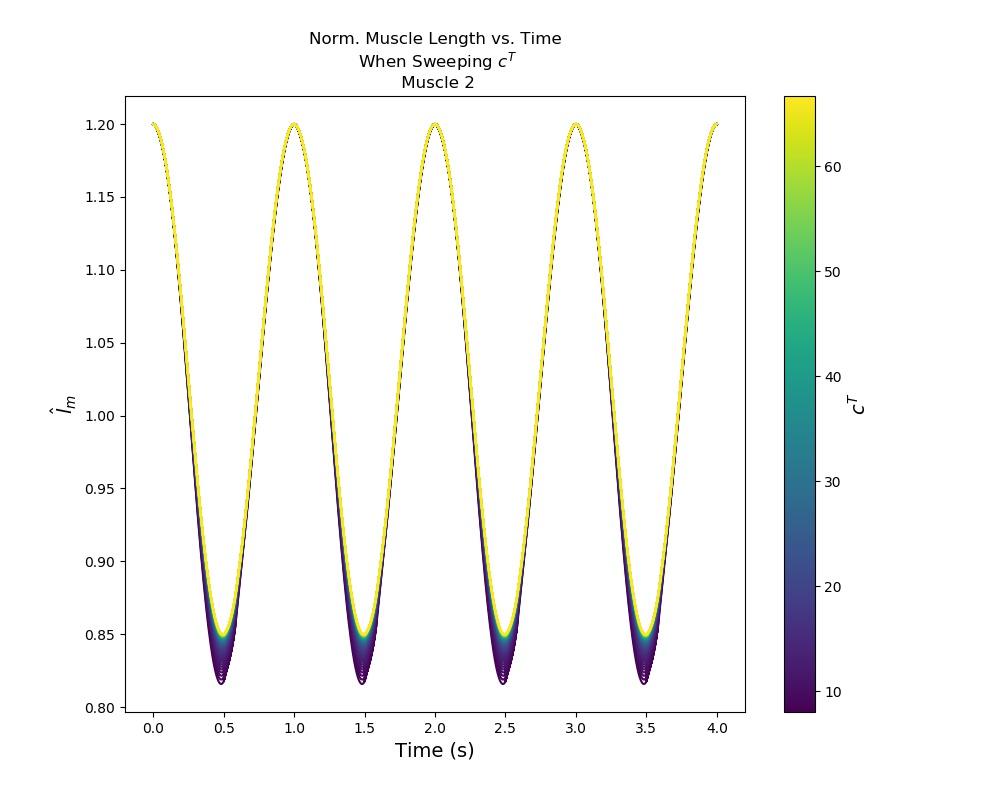 Norm. Muscle Length vs. Time
When Sweeping c^T
Muscle 2
1.20
1.15
1.10
1.05
1.00
0.95
0.90
0.85
0.80
l̂_m
0.0 0.5 1.0 1.5 2.0 2.5 3.0 3.5 4.0
Time (s)
60
50
40
30
20
10
c^T